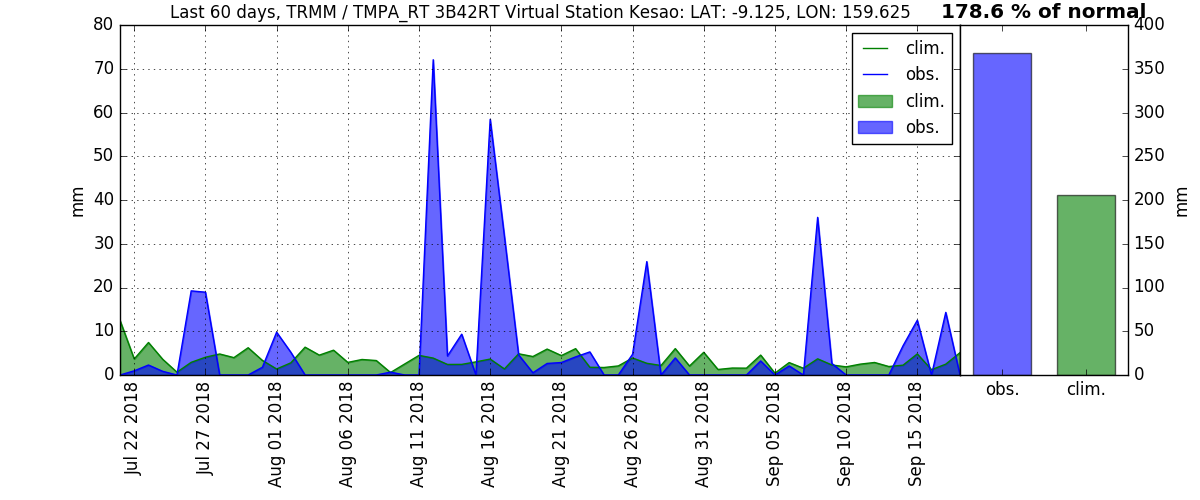 Last 60 days, TRMM / TMPA_RT 3B42RT Virtual Station Kesao: LAT: -9.125, LON: 159.625
178.6 % of normal
80
70
60
50
40
30
20
10
0
mm
clim.
obs.
clim.
obs.
400
350
300
250
200
150
100
50
0
mm
Jul 22 2018
Jul 27 2018
Aug 01 2018
Aug 06 2018
Aug 11 2018
Aug 16 2018
Aug 21 2018
Aug 26 2018
Aug 31 2018
Sep 05 2018
Sep 10 2018
Sep 15 2018
obs.
clim.